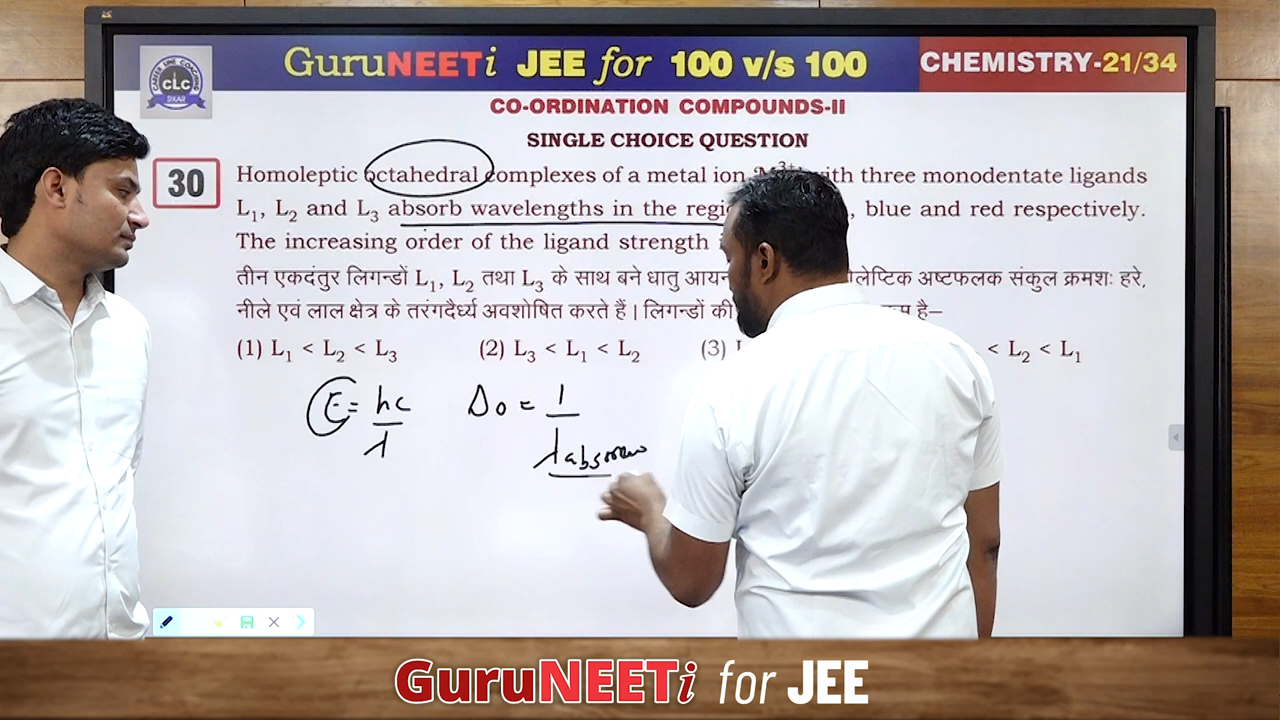 GuruNEETi JEE for 100 v/s 100
CHEMISTRY-21/34
CLC
SIKAR
CO-ORDINATION COMPOUNDS-II
SINGLE CHOICE QUESTION
30
Homoleptic octahedral complexes of a metal ion 3+ with three monodentate ligands
L₁, L₂ and L₃ absorb wavelengths in the , blue and red respectively.
The increasing order of the ligand strength
तीन एकदंतुर लिगन्डों L₁, L₂ तथा L₃ के साथ बने धातु अष्टफलक संकुल क्रमशः हरे,
नीले एवं लाल क्षेत्र के तरंगदैर्ध्य अवशोषित करते हैं। लिगन्डों की है–
(1) L₁ < L₂ < L₃ (2) L₃ < L₁ < L₂ (3) < L₂ < L₁
E = hc/λ Δo = 1/λ
GuruNEETi for JEE